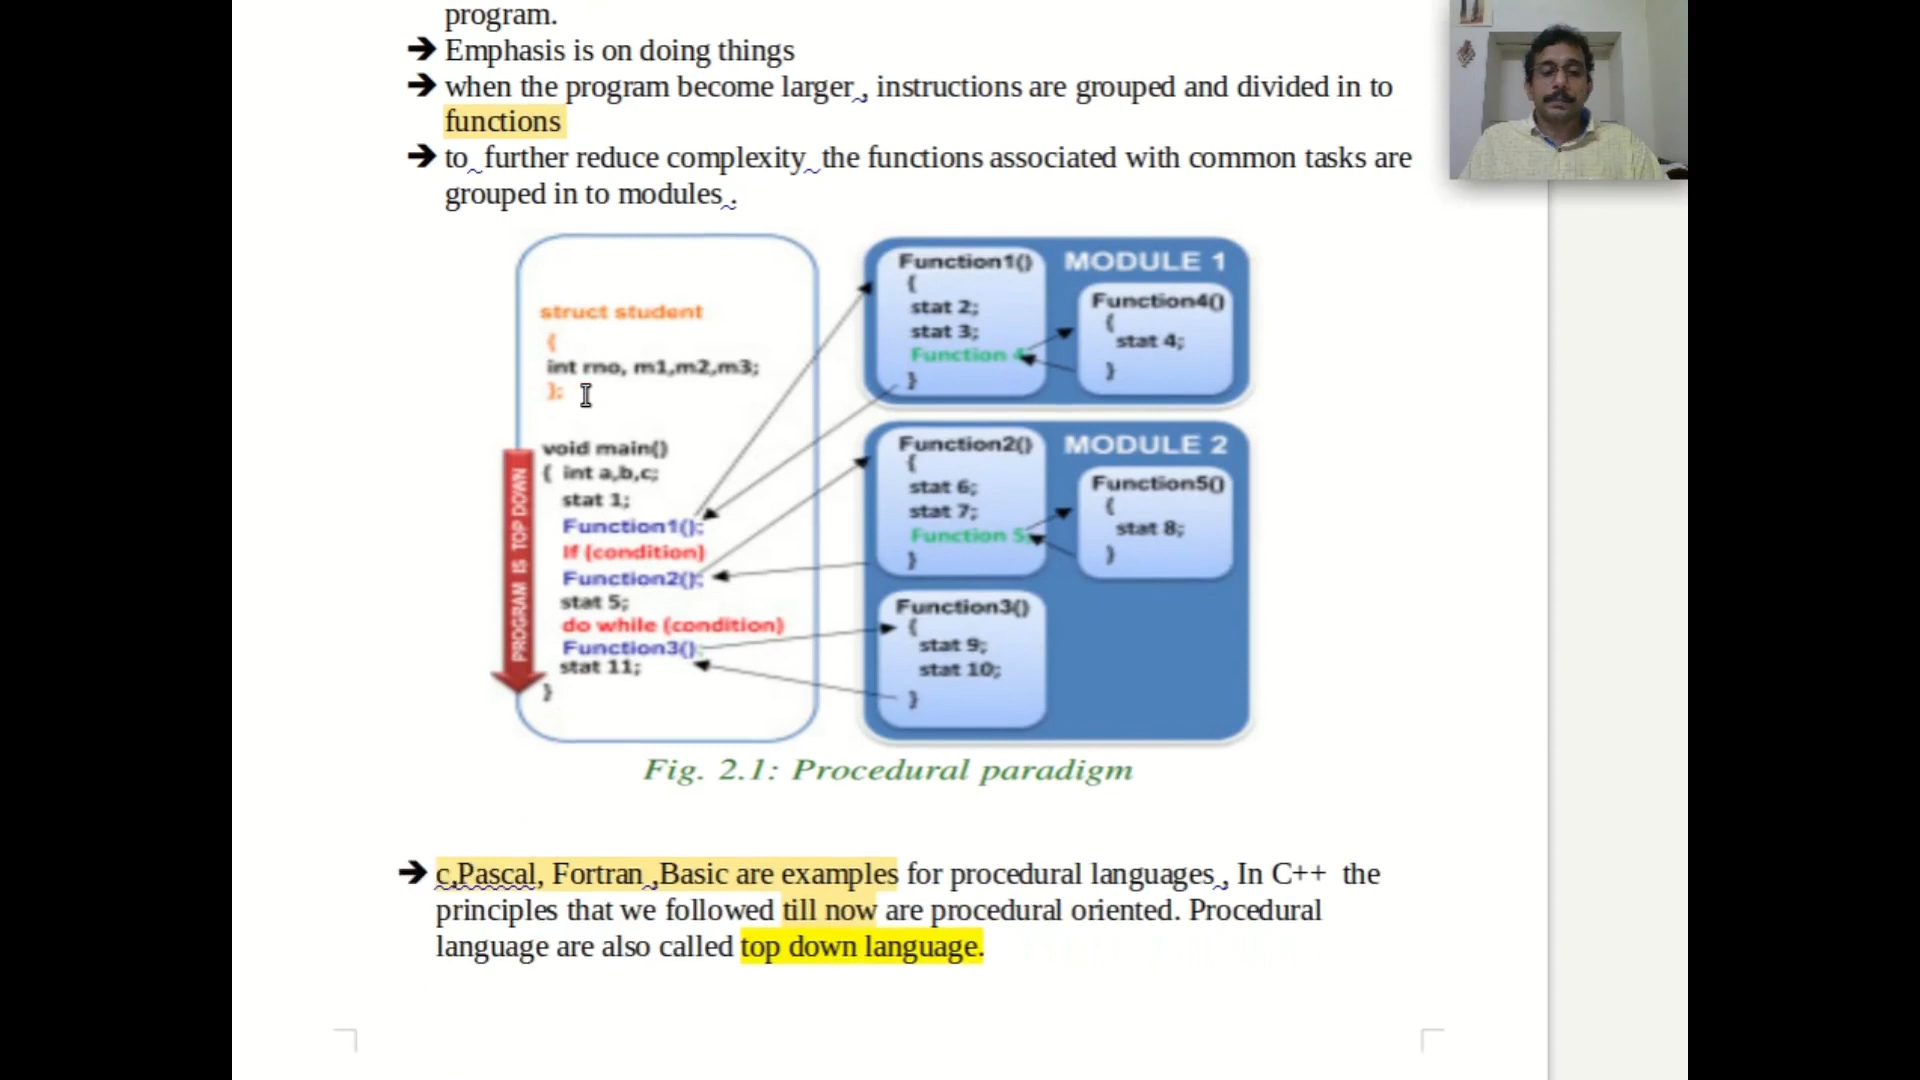 program.
➔ Emphasis is on doing things
➔ when the program become larger , instructions are grouped and divided in to
functions
➔ to further reduce complexity the functions associated with common tasks are
grouped in to modules .
struct student
{
int rno, m1,m2,m3;
};
void main()
{ int a,b,c;
stat 1;
Function1();
If (condition)
Function2();
stat 5;
do while (condition)
Function3();
stat 11;
}
PROGRAM IS TOP DOWN
MODULE 1
Function1()
{
stat 2;
stat 3;
Function 4
}
Function4()
{
stat 4;
}
MODULE 2
Function2()
{
stat 6;
stat 7;
Function 5
}
Function5()
{
stat 8;
}
Function3()
{
stat 9;
stat 10;
}
Fig. 2.1: Procedural paradigm
➔ c,Pascal, Fortran ,Basic are examples for procedural languages , In C++ the
principles that we followed till now are procedural oriented. Procedural
language are also called top down language.